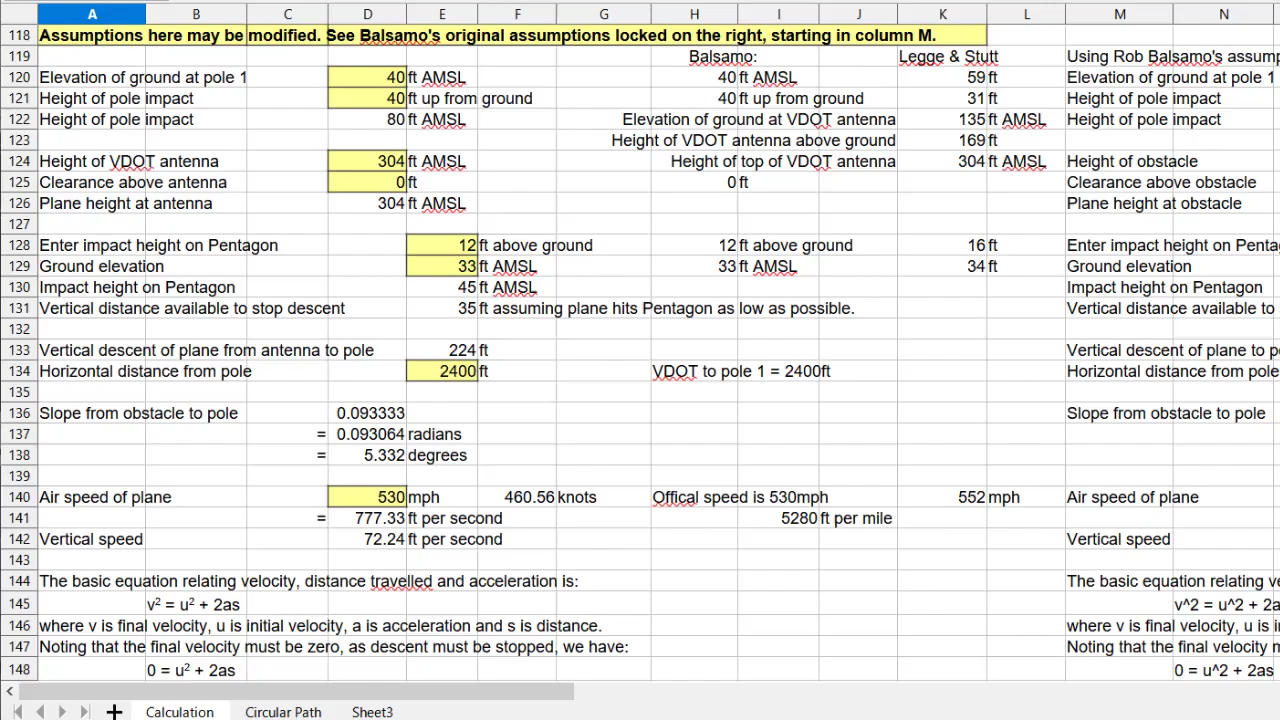 A B C D E F G H I J K L M N
118 Assumptions here may be modified. See Balsamo's original assumptions locked on the right, starting in column M.
119 Balsamo: Legge & Stutt Using Rob Balsamo's assump
120 Elevation of ground at pole 1 40 ft AMSL 40 ft AMSL 59 ft Elevation of ground at pole 1
121 Height of pole impact 40 ft up from ground 40 ft up from ground 31 ft Height of pole impact
122 Height of pole impact 80 ft AMSL Elevation of ground at VDOT antenna 135 ft AMSL Height of pole impact
123 Height of VDOT antenna above ground 169 ft
124 Height of VDOT antenna 304 ft AMSL Height of top of VDOT antenna 304 ft AMSL Height of obstacle
125 Clearance above antenna 0 ft 0 ft Clearance above obstacle
126 Plane height at antenna 304 ft AMSL Plane height at obstacle
127
128 Enter impact height on Pentagon 12 ft above ground 12 ft above ground 16 ft Enter impact height on Penta
129 Ground elevation 33 ft AMSL 33 ft AMSL 34 ft Ground elevation
130 Impact height on Pentagon 45 ft AMSL Impact height on Pentagon
131 Vertical distance available to stop descent 35 ft assuming plane hits Pentagon as low as possible. Vertical distance available to
132
133 Vertical descent of plane from antenna to pole 224 ft Vertical descent of plane to p
134 Horizontal distance from pole 2400 ft VDOT to pole 1 = 2400ft Horizontal distance from pole
135
136 Slope from obstacle to pole 0.093333 Slope from obstacle to pole
137 = 0.093064 radians
138 = 5.332 degrees
139
140 Air speed of plane 530 mph 460.56 knots Offical speed is 530mph 552 mph Air speed of plane
141 = 777.33 ft per second 5280 ft per mile
142 Vertical speed 72.24 ft per second Vertical speed
143
144 The basic equation relating velocity, distance travelled and acceleration is: The basic equation relating ve
145 v² = u² + 2as v^2 = u^2 + 2a
146 where v is final velocity, u is initial velocity, a is acceleration and s is distance. where v is final velocity, u is i
147 Noting that the final velocity must be zero, as descent must be stopped, we have: Noting that the final velocity m
148 0 = u² + 2as 0 = u^2 + 2as
Calculation Circular Path Sheet3